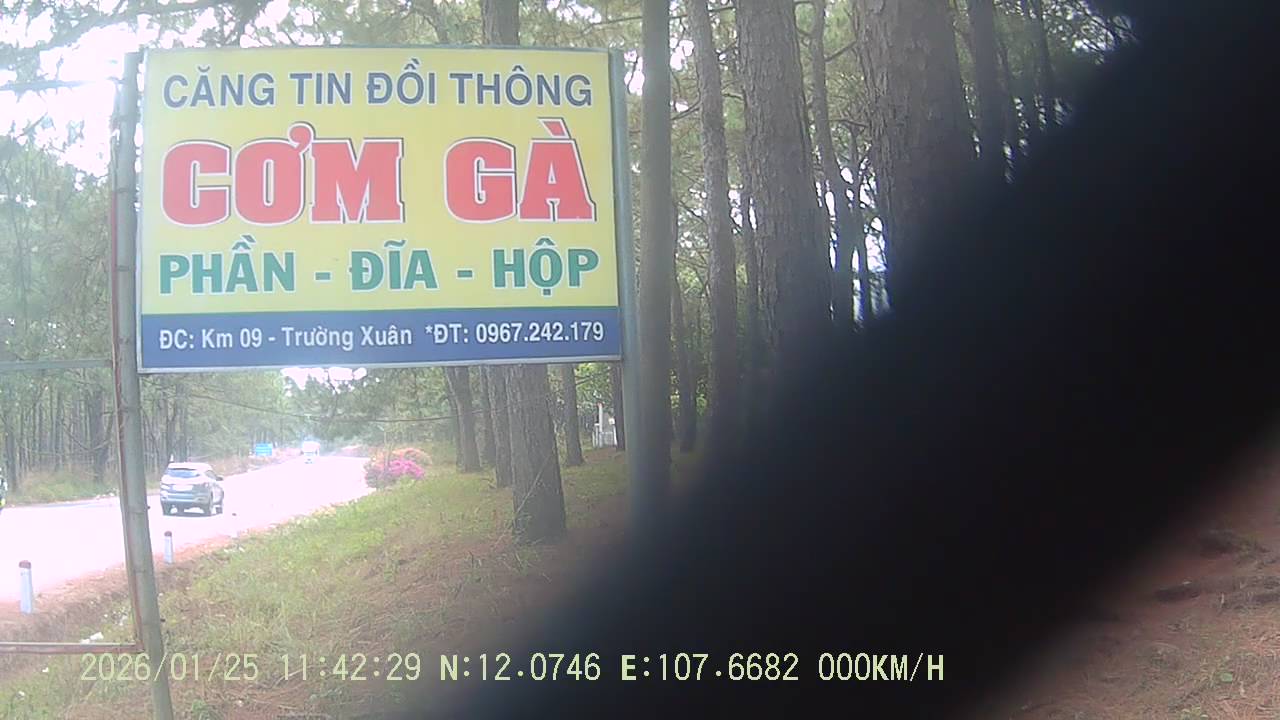 CĂNG TIN ĐỒI THÔNG
CƠM GÀ
PHẦN - ĐĨA - HỘP
ĐC: Km 09 - Trường Xuân *ĐT: 0967.242.179
2026/01/25 11:42:29 N:12.0746 E:107.6682 000KM/H